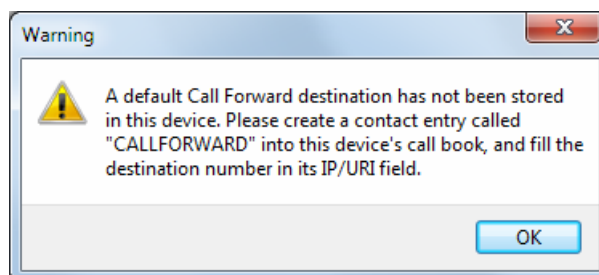 Warning
A default Call Forward destination has not been stored
in this device. Please create a contact entry called
"CALLFORWARD" into this device's call book, and fill the
destination number in its IP/URI field.
OK